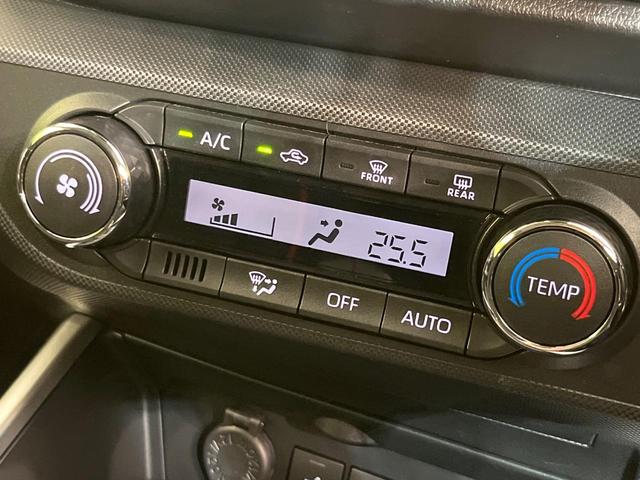 A/C
FRONT
REAR
25.5
TEMP
OFF
AUTO